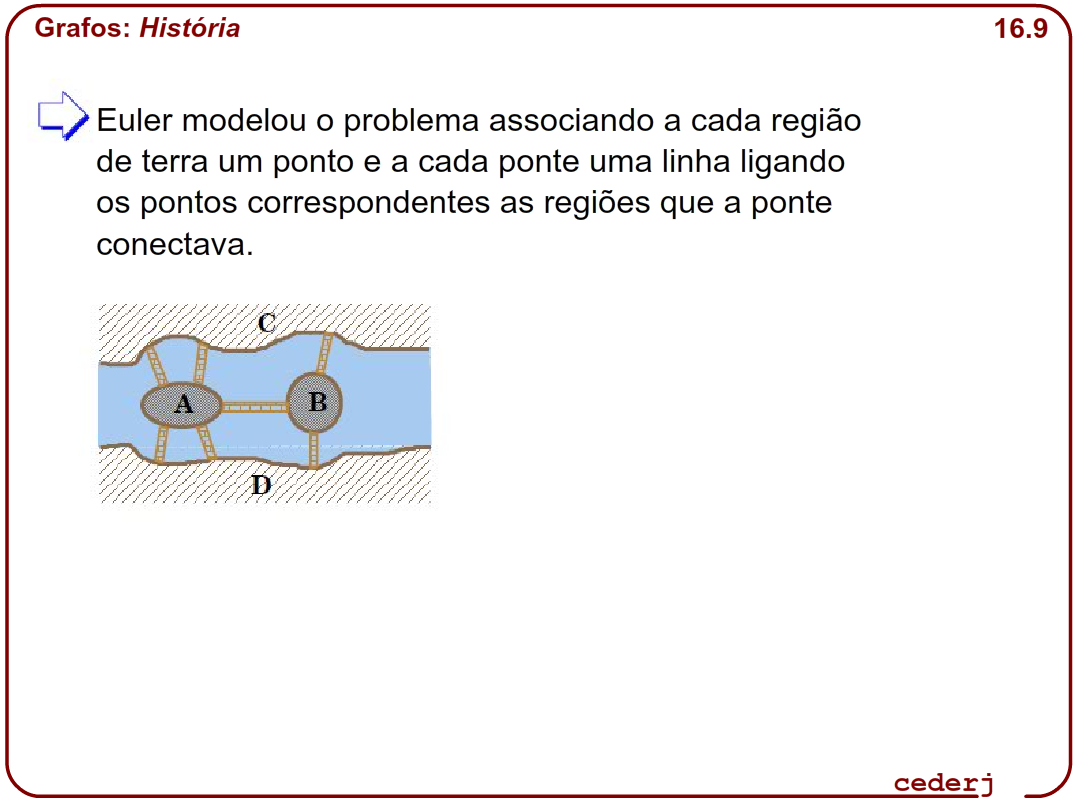 Grafos: História
16.9
Euler modelou o problema associando a cada região
de terra um ponto e a cada ponte uma linha ligando
os pontos correspondentes as regiões que a ponte
conectava.
C
A
B
D
cederj